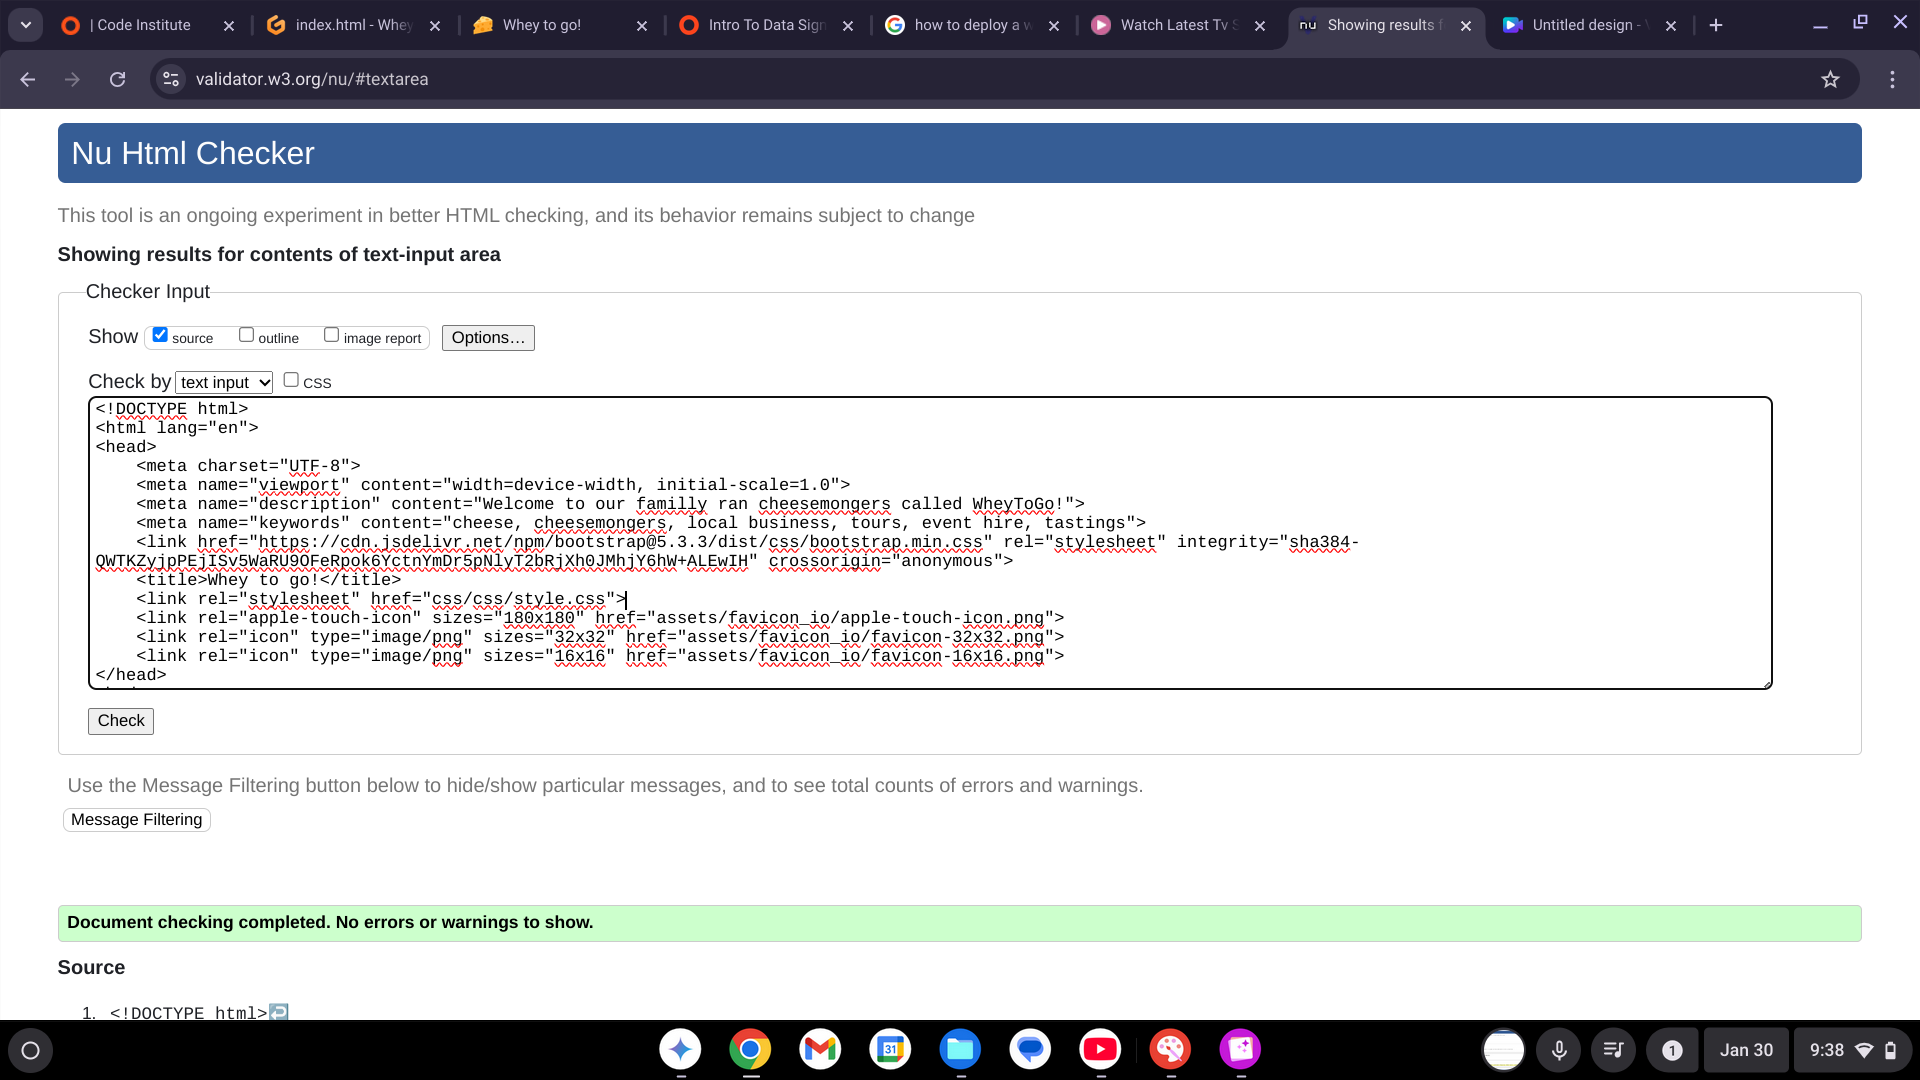 | Code Institute
index.html - Whey
Whey to go!
Intro To Data Sign
how to deploy a w
Watch Latest Tv S
nu
Showing results f
Untitled design -
validator.w3.org/nu/#textarea
Nu Html Checker
This tool is an ongoing experiment in better HTML checking, and its behavior remains subject to change
Showing results for contents of text-input area
Checker Input
Show source outline image report Options…
Check by text input CSS
<!DOCTYPE html>
<html lang="en">
<head>
<meta charset="UTF-8">
<meta name="viewport" content="width=device-width, initial-scale=1.0">
<meta name="description" content="Welcome to our familly ran cheesemongers called WheyToGo!">
<meta name="keywords" content="cheese, cheesemongers, local business, tours, event hire, tastings">
<link href="https://cdn.jsdelivr.net/npm/bootstrap@5.3.3/dist/css/bootstrap.min.css" rel="stylesheet" integrity="sha384-
QWTKZyjpPEjISv5WaRU9OFeRpok6YctnYmDr5pNlyT2bRjXh0JMhjY6hW+ALEwIH" crossorigin="anonymous">
<title>Whey to go!</title>
<link rel="stylesheet" href="css/css/style.css">
<link rel="apple-touch-icon" sizes="180x180" href="assets/favicon_io/apple-touch-icon.png">
<link rel="icon" type="image/png" sizes="32x32" href="assets/favicon_io/favicon-32x32.png">
<link rel="icon" type="image/png" sizes="16x16" href="assets/favicon_io/favicon-16x16.png">
</head>
Check
Use the Message Filtering button below to hide/show particular messages, and to see total counts of errors and warnings.
Message Filtering
Document checking completed. No errors or warnings to show.
Source
1. <!DOCTYPE html>
31
1
Jan 30
9:38